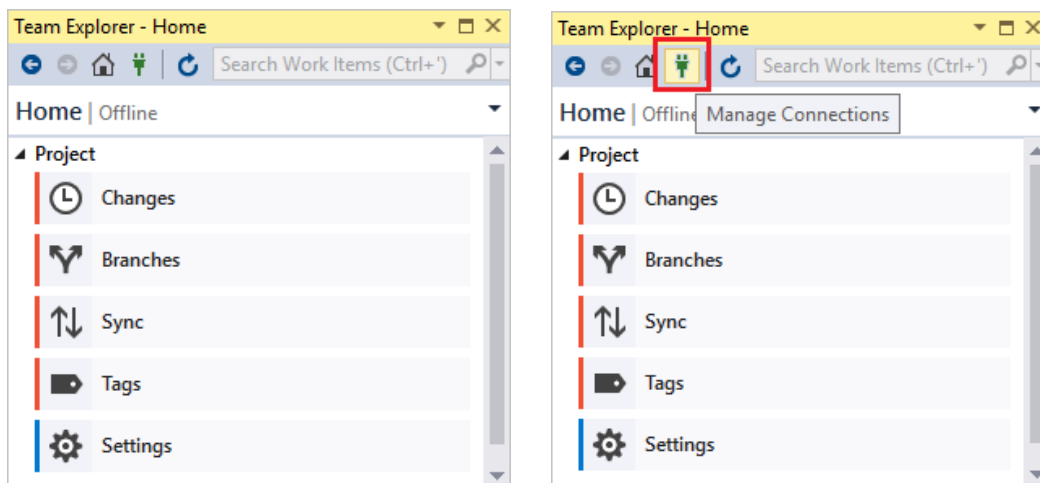 Team Explorer - Home
Search Work Items (Ctrl+')
Home | Offline
Project
Changes
Branches
Sync
Tags
Settings
Team Explorer - Home
Search Work Items (Ctrl+')
Home | Offline
Manage Connections
Project
Changes
Branches
Sync
Tags
Settings